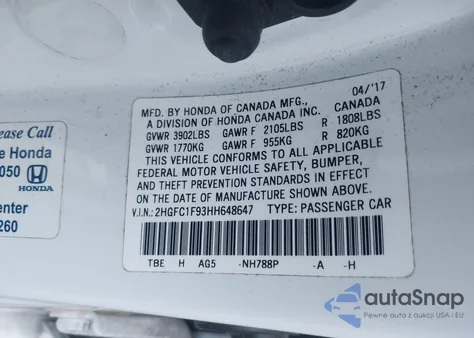 ease Call
e Honda
050 HONDA
enter
260
04/'17
MFD. BY HONDA OF CANADA MFG.,
A DIVISION OF HONDA CANADA INC. CANADA
GVWR 3902LBS GAWR F 2105LBS R 1808LBS
GVWR 1770KG GAWR F 955KG R 820KG
THIS VEHICLE CONFORMS TO ALL APPLICABLE
FEDERAL MOTOR VEHICLE SAFETY, BUMPER,
AND THEFT PREVENTION STANDARDS IN EFFECT
ON THE DATE OF MANUFACTURE SHOWN ABOVE.
V.I.N.: 2HGFC1F93HH648647 TYPE: PASSENGER CAR
TBE H AG5 -NH788P -A -H
autoSnap
Pewne auta z aukcji USA i EU